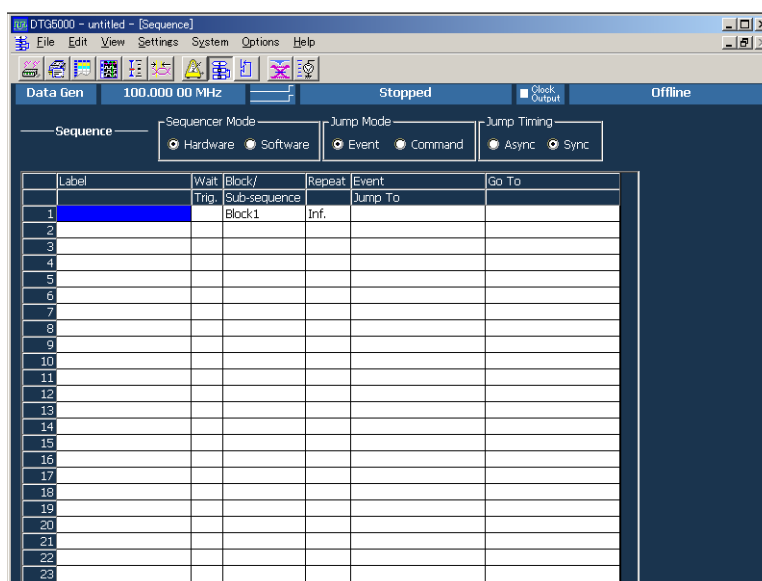 DTG5000 - untitled - [Sequence]
File Edit View Settings System Options Help
Data Gen 100.000 00 MHz Stopped Clock Output Offline
Sequence
Sequencer Mode
Hardware Software
Jump Mode
Event Command
Jump Timing
Async Sync
Label Wait Block/ Repeat Event Go To
Trig. Sub-sequence Jump To
1 Block1 Inf.
2
3
4
5
6
7
8
9
10
11
12
13
14
15
16
17
18
19
20
21
22
23